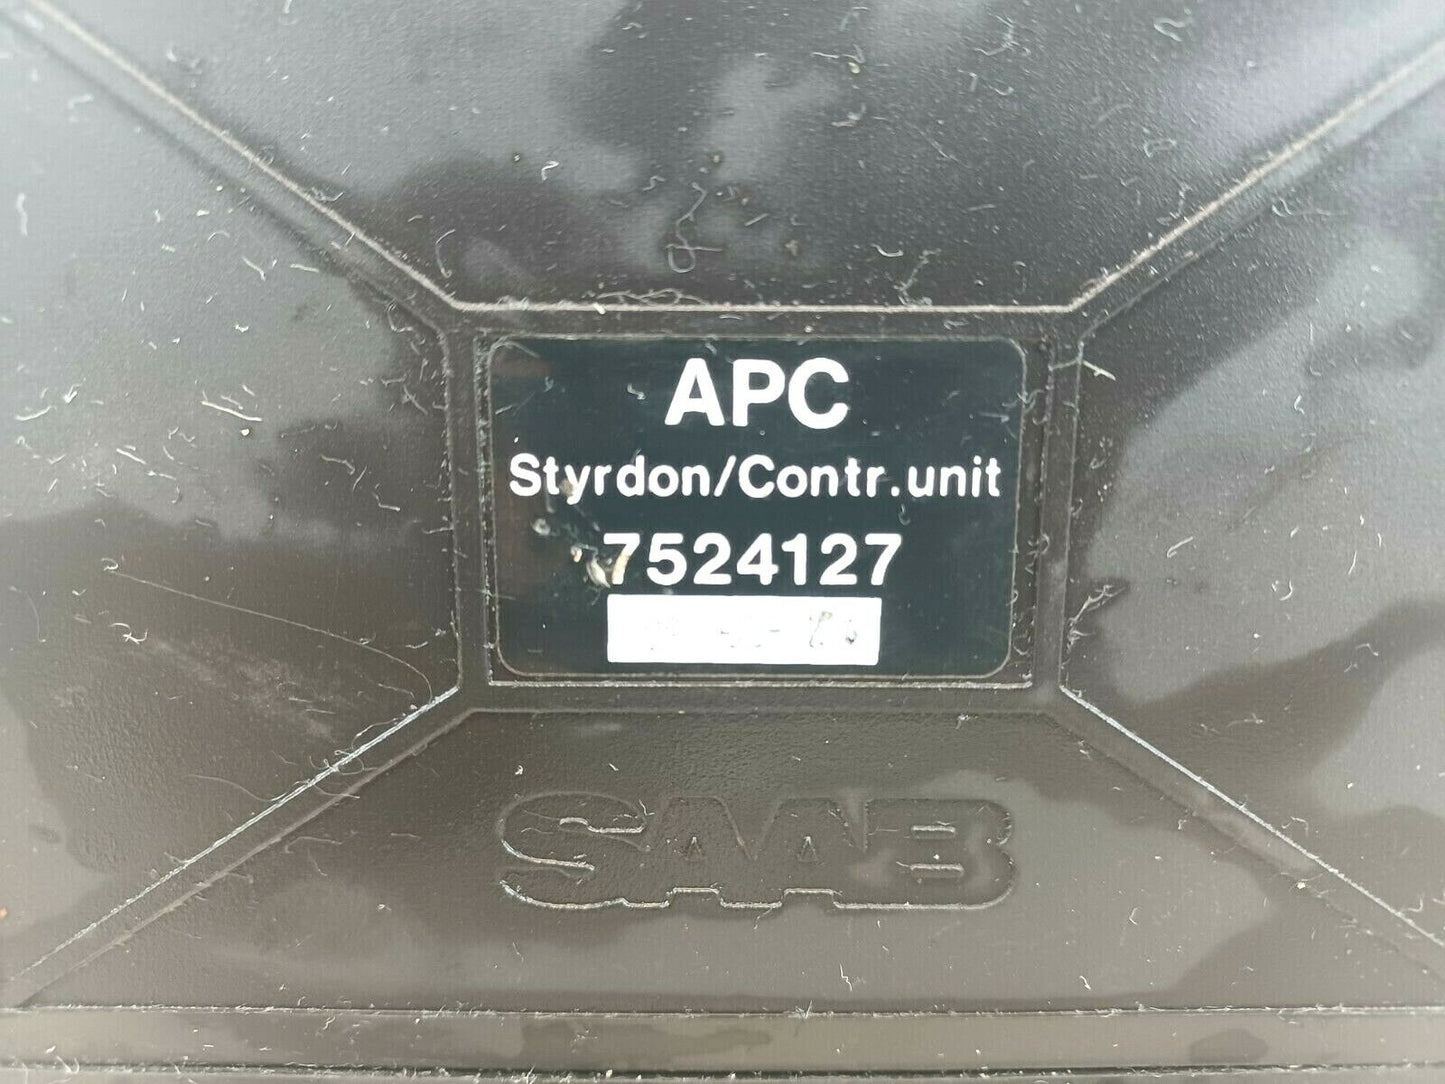 APC
Styrdon/Contr.unit
7524127
SAAB